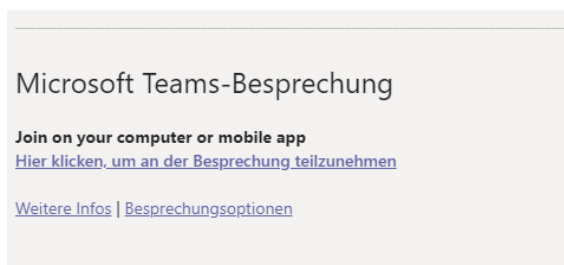 Microsoft Teams-Besprechung
Join on your computer or mobile app
Hier klicken, um an der Besprechung teilzunehmen
Weitere Infos | Besprechungsoptionen